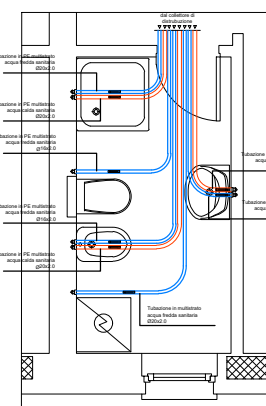 dal collettore di
distribuzione
Tubazione in PE multistrato
acqua fredda sanitaria
Ø20x2.0
Tubazione in PE multistrato
acqua calda sanitaria
Ø20x2.0
Tubazione in PE multistrato
acqua fredda sanitaria
Ø16x2.0
Tubazione in PE multistrato
acqua fredda sanitaria
Ø16x2.0
Tubazione in PE multistrato
acqua calda sanitaria
Ø20x2.0
Tubazione
acqua
Tubazione
acqua
Tubazione in multistrato
acqua fredda sanitaria
Ø20x2.0